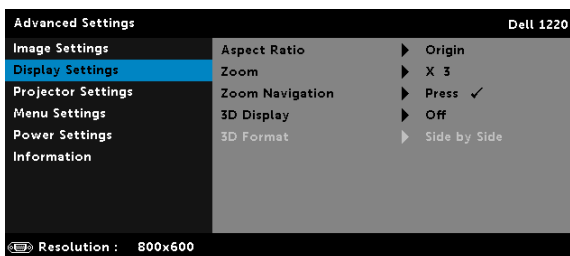 Advanced Settings Dell 1220
Image Settings
Display Settings
Projector Settings
Menu Settings
Power Settings
Information
Aspect Ratio Origin
Zoom X 3
Zoom Navigation Press ✓
3D Display Off
3D Format Side by Side
Resolution : 800x600